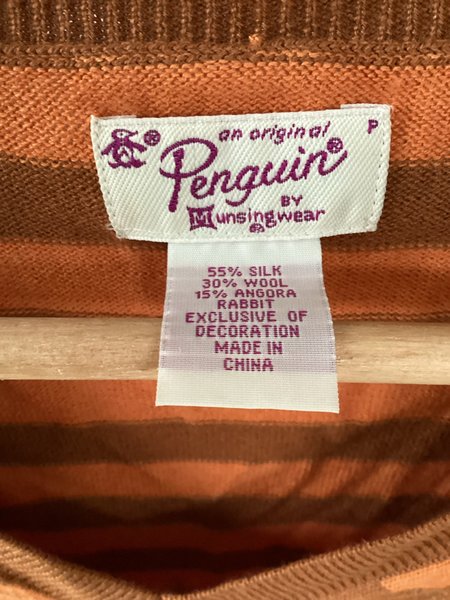 an original P
Penguin®
BY
Munsingwear®
55% SILK
30% WOOL
15% ANGORA
RABBIT
EXCLUSIVE OF
DECORATION
MADE IN
CHINA